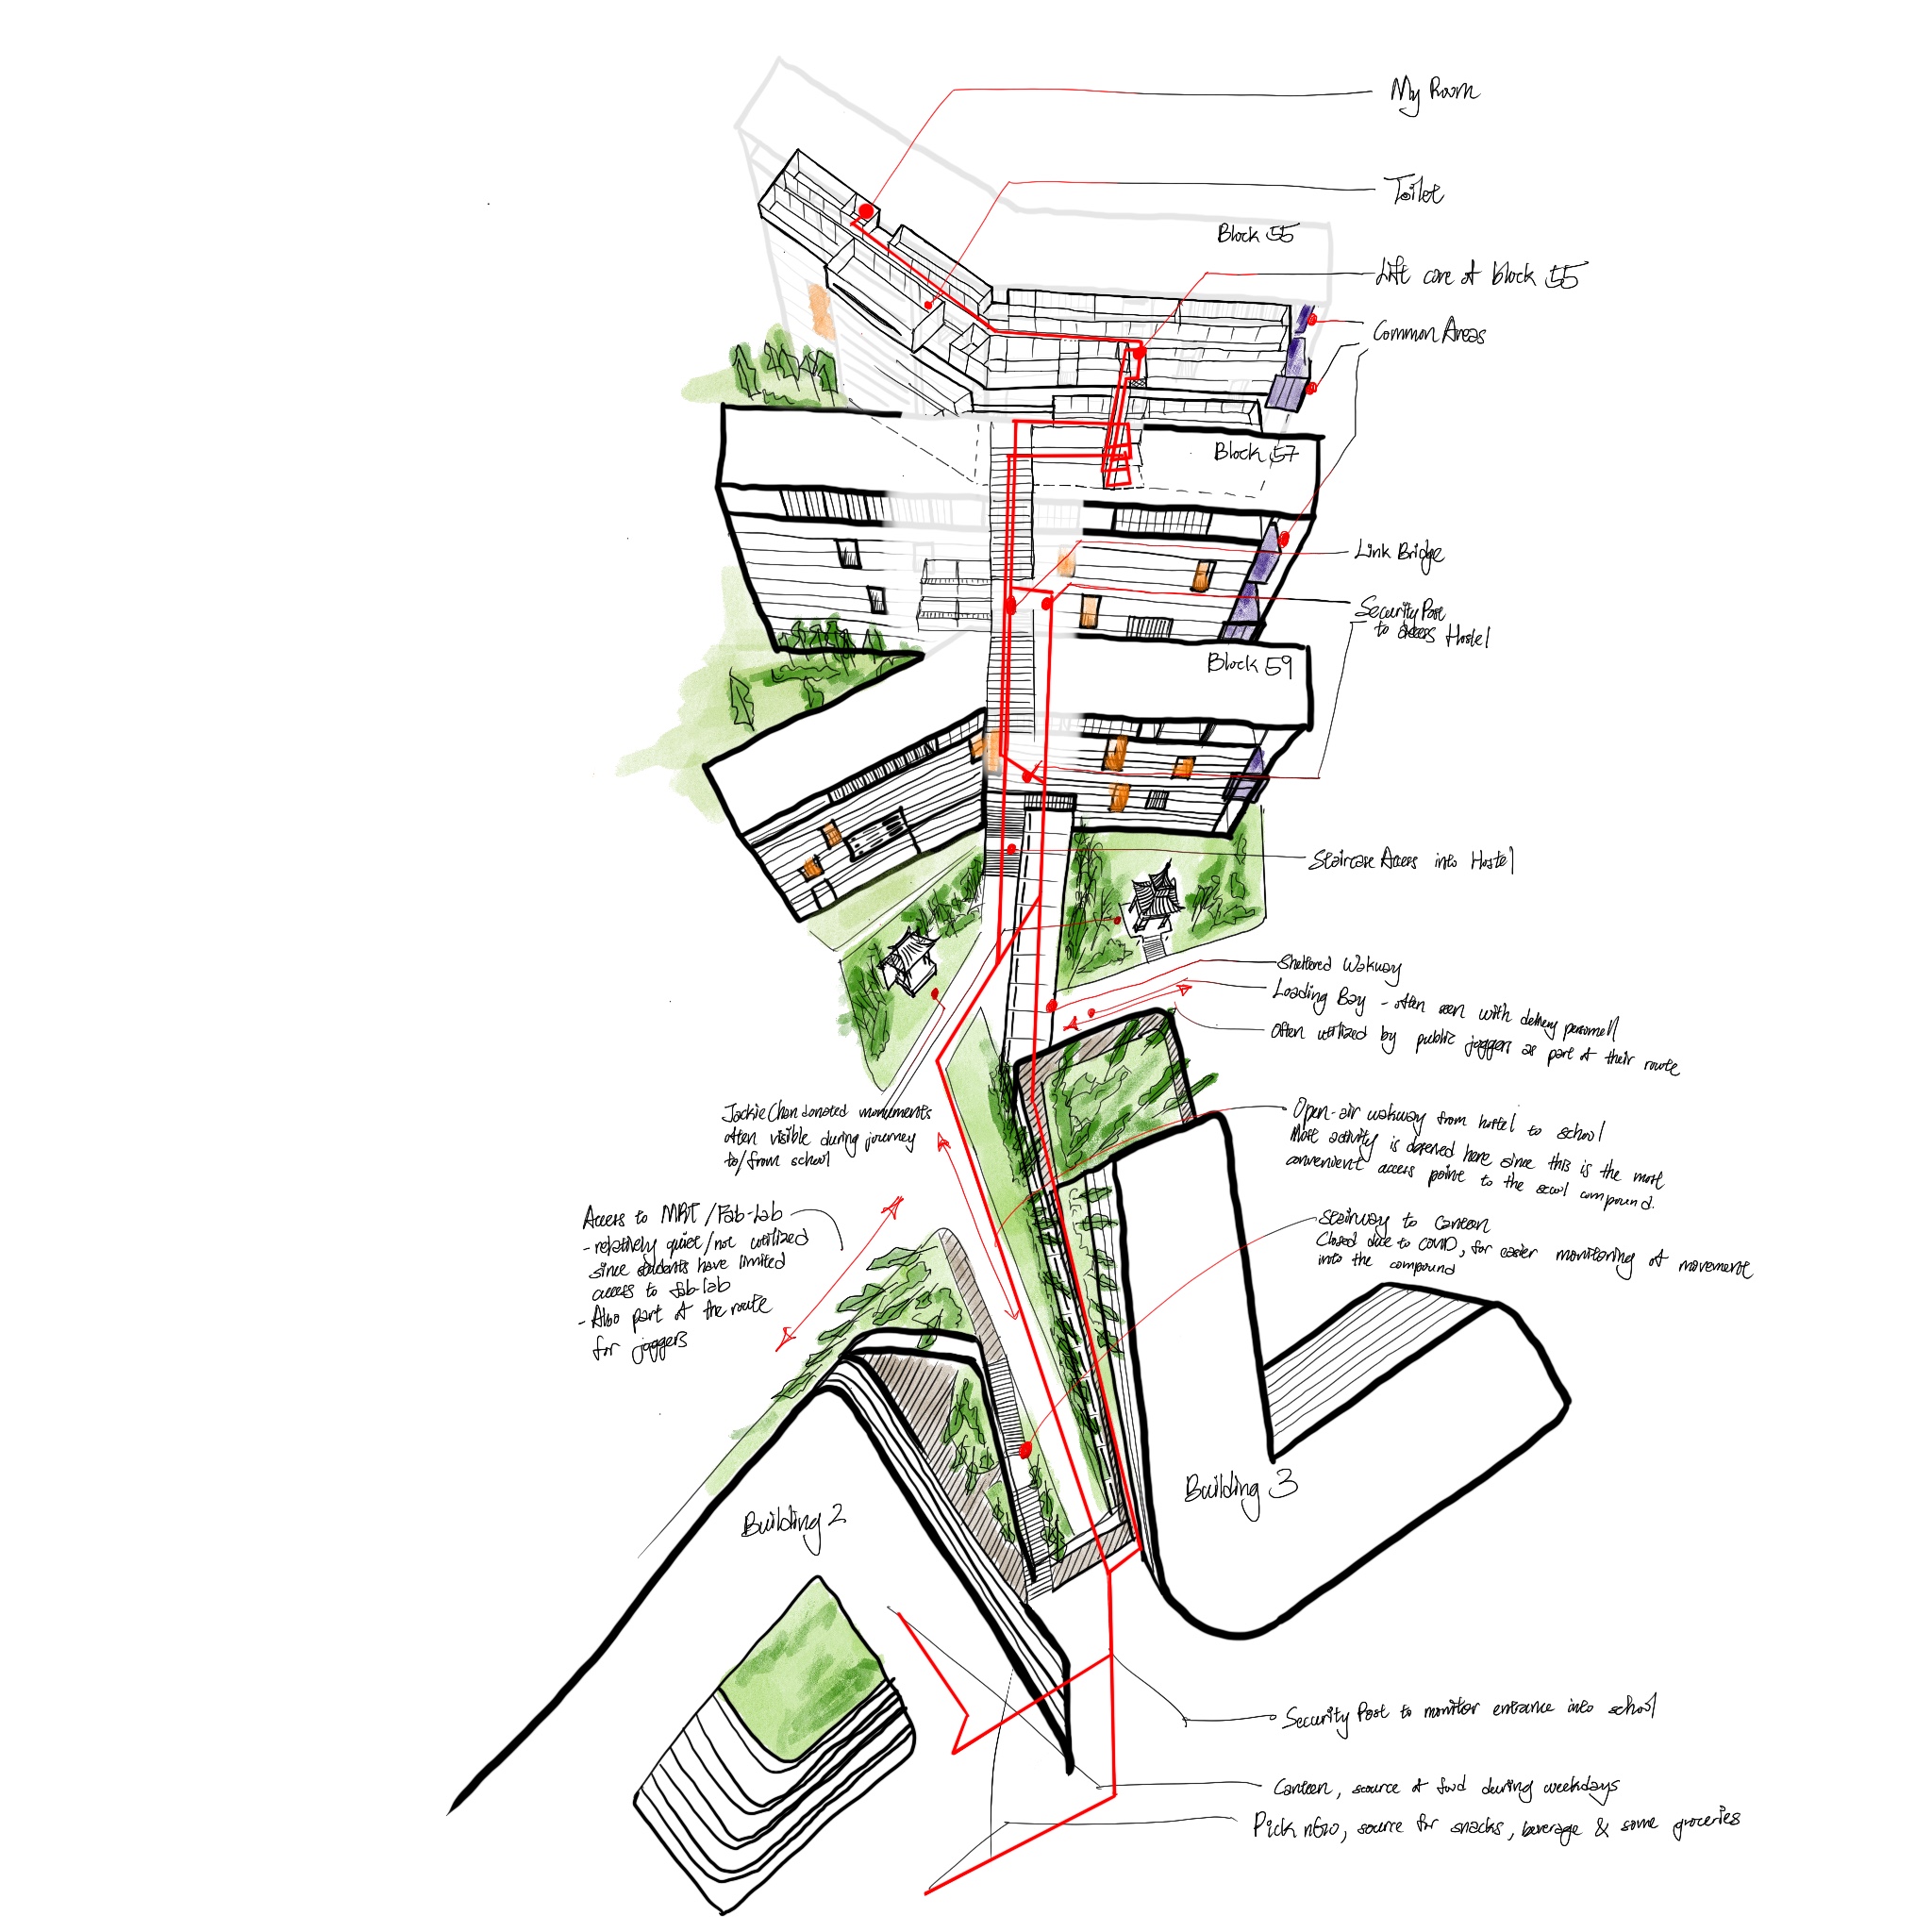 My Room
Toilet
Block 55
Lift core of block 55
Common Areas
Block 57
Link Bridge
Security Post
to access Hostel
Block 59
Staircase Access into Hostel
Sheltered Wakway
Loading Bay - often seen with delivery personell
Often utilized by public joggers as part of their route
Jackie Chan donated monuments
often visible during journey
to/from school
Open-air wakway from hostel to school
Most activity is observed here since this is the most
convenient access point to the scool compound.
Access to MRT/Fab-Lab
- relatively quiet/not utilized
since students have limited
access to fab-lab
- Also part of the route
for joggers
Stairway to Canteen
Closed due to COVID, for easier monitoring of movement
into the compound
Building 3
Building 2
Security Post to monitor entrance into school
Canteen, source of food during weekdays
Pick nGo, source for snacks, beverage & some groceries